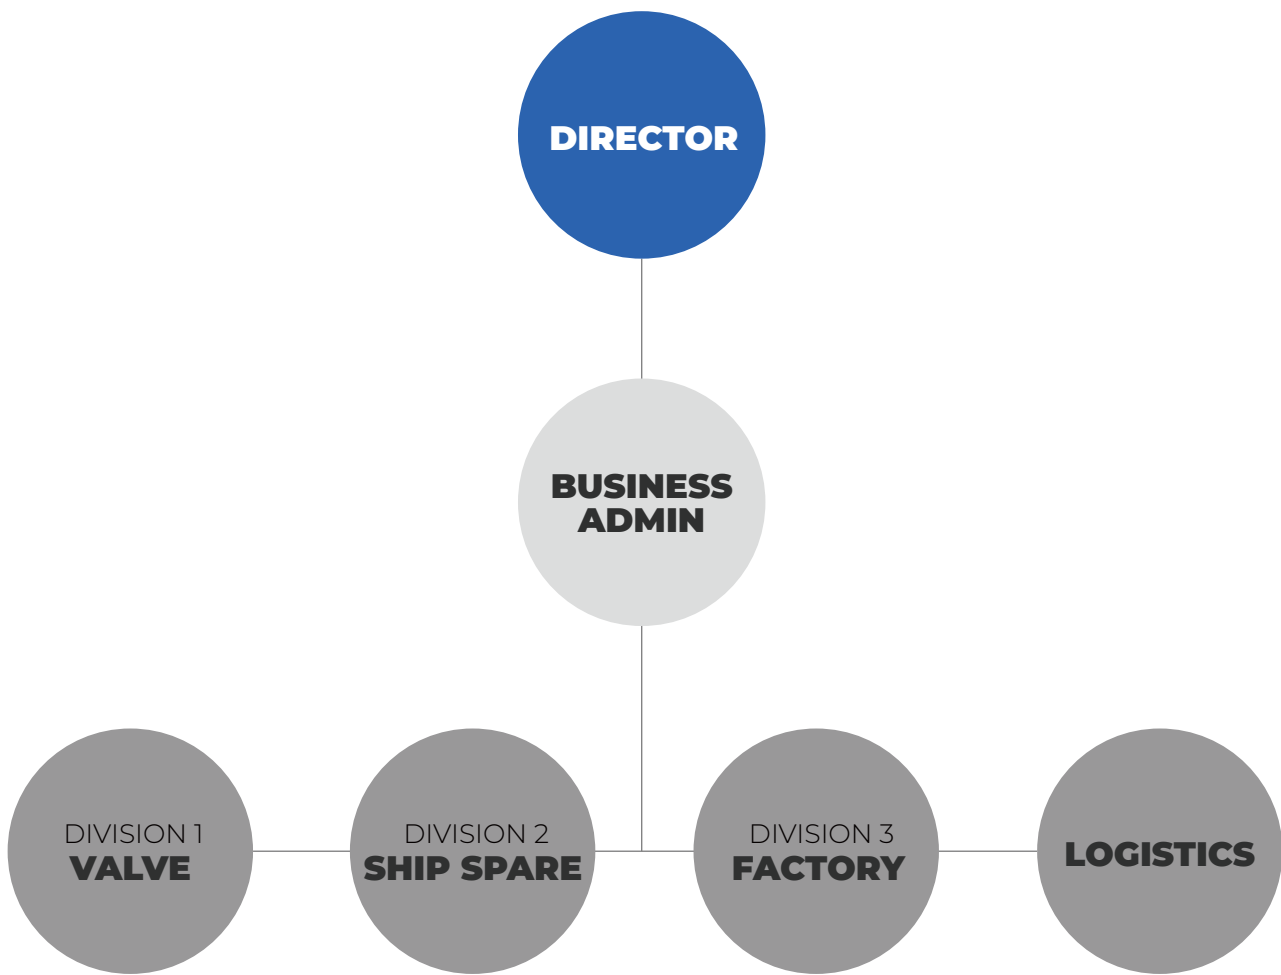 DIRECTOR
BUSINESS
ADMIN
DIVISION 1
VALVE
DIVISION 2
SHIP SPARE
DIVISION 3
FACTORY
LOGISTICS